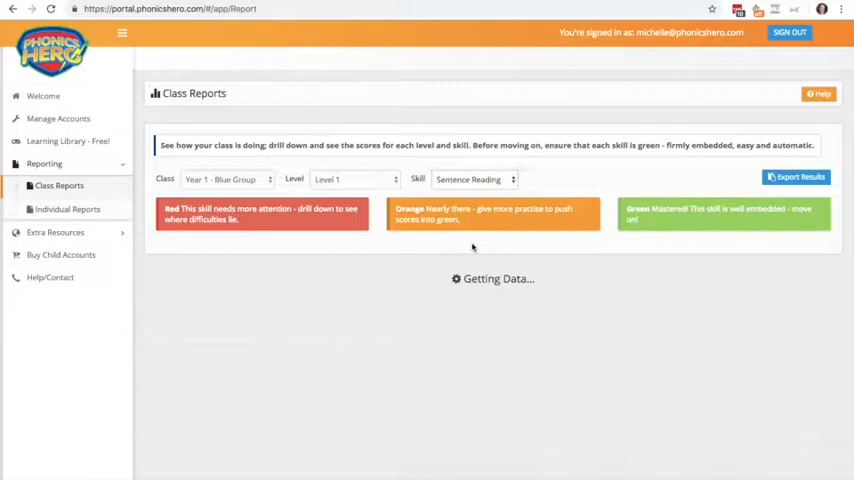 https://portal.phonicshero.com/#/app/Report
PHONICS
HERO
You're signed in as: michelle@phonicshero.com
SIGN OUT
Welcome
Manage Accounts
Learning Library - Free!
Reporting
Class Reports
Individual Reports
Extra Resources
Buy Child Accounts
Help/Contact
Class Reports
Help
See how your class is doing; drill down and see the scores for each level and skill. Before moving on, ensure that each skill is green - firmly embedded, easy and automatic.
Class Year 1 - Blue Group Level Level 1 Skill Sentence Reading
Export Results
Red This skill needs more attention - drill down to see
where difficulties lie.
Orange Nearly there - give more practise to push
scores into green.
Green Mastered! This skill is well embedded - move
on!
Getting Data...